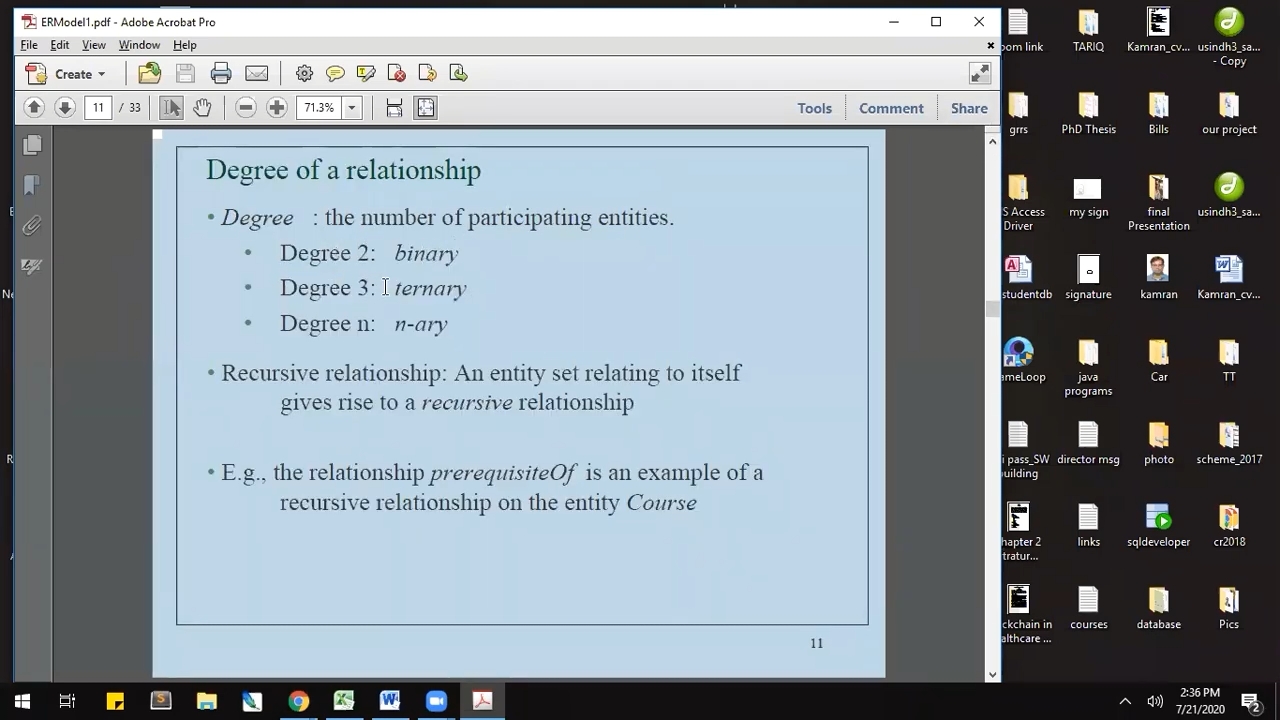 ERModel1.pdf - Adobe Acrobat Pro
File Edit View Window Help
Create
11 / 33 71.3% Tools Comment Share
Degree of a relationship
• Degree : the number of participating entities.
• Degree 2: binary
• Degree 3: ternary
• Degree n: n-ary
• Recursive relationship: An entity set relating to itself
gives rise to a recursive relationship
• E.g., the relationship prerequisiteOf is an example of a
recursive relationship on the entity Course
11
oom link
TARIQ
Kamran_cv...
usindh3_sa...
- Copy
grrs
PhD Thesis
Bills
our project
S Access
Driver
my sign
final
Presentation
usindh3_sa...
studentdb
signature
kamran
Kamran_cv...
ameLoop
java
programs
Car
TT
i pass_SW
building
director msg
photo
scheme_2017
hapter 2
tratur...
links
sqldeveloper
cr2018
ckchain in
ealthcare ...
courses
database
Pics
2:36 PM
7/21/2020
2